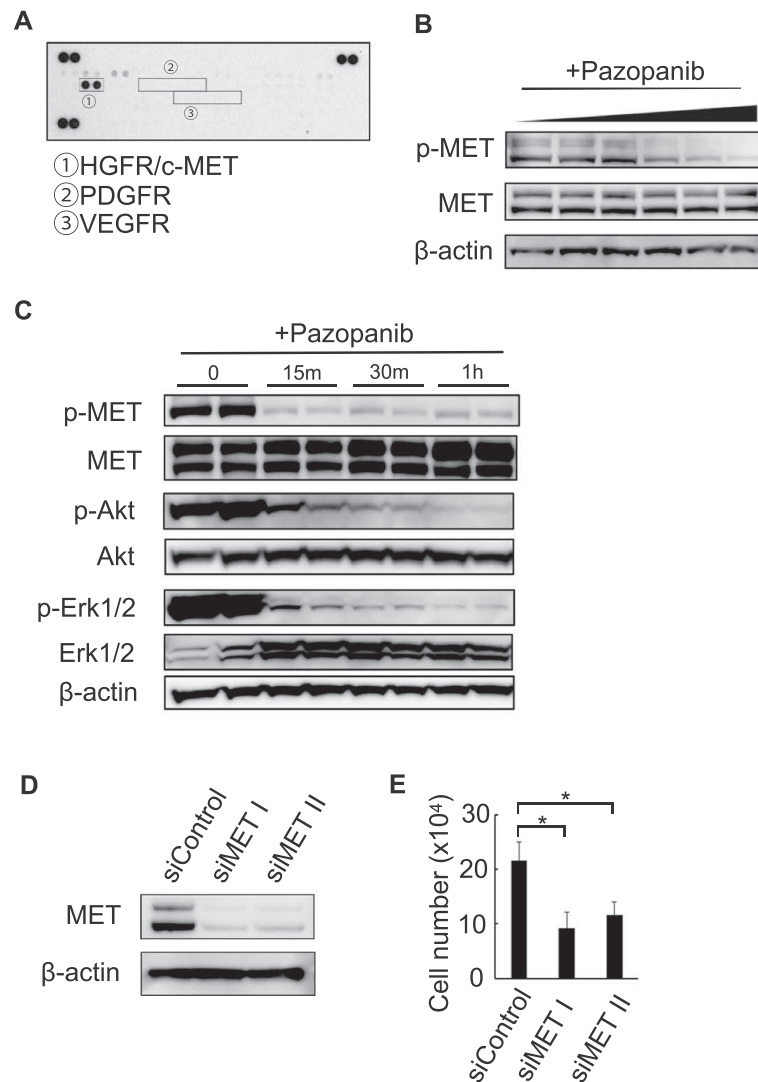 A
②
①
③
①HGFR/c-MET
②PDGFR
③VEGFR
B
+Pazopanib
p-MET
MET
β-actin
C
+Pazopanib
0 15m 30m 1h
p-MET
MET
p-Akt
Akt
p-Erk1/2
Erk1/2
β-actin
D
siControl
siMET I
siMET II
MET
β-actin
E
Cell number (x10⁴)
30
20
10
0
*
*
siControl
siMET I
siMET II